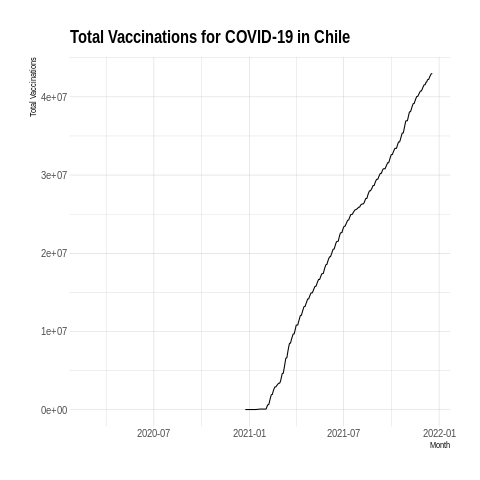 Total Vaccinations for COVID-19 in Chile
Total Vaccinations
4e+07
3e+07
2e+07
1e+07
0e+00
2020-07 2021-01 2021-07 2022-01
Month